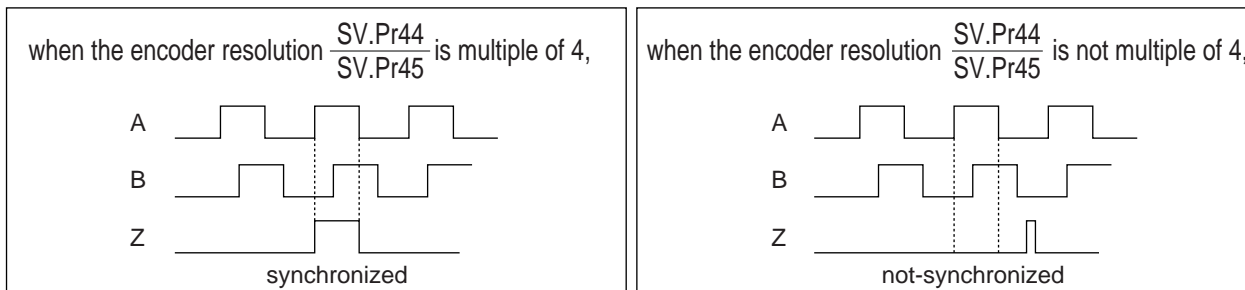 when the encoder resolution SV.Pr44 / SV.Pr45 is multiple of 4,
A
B
Z
synchronized
when the encoder resolution SV.Pr44 / SV.Pr45 is not multiple of 4,
A
B
Z
not-synchronized